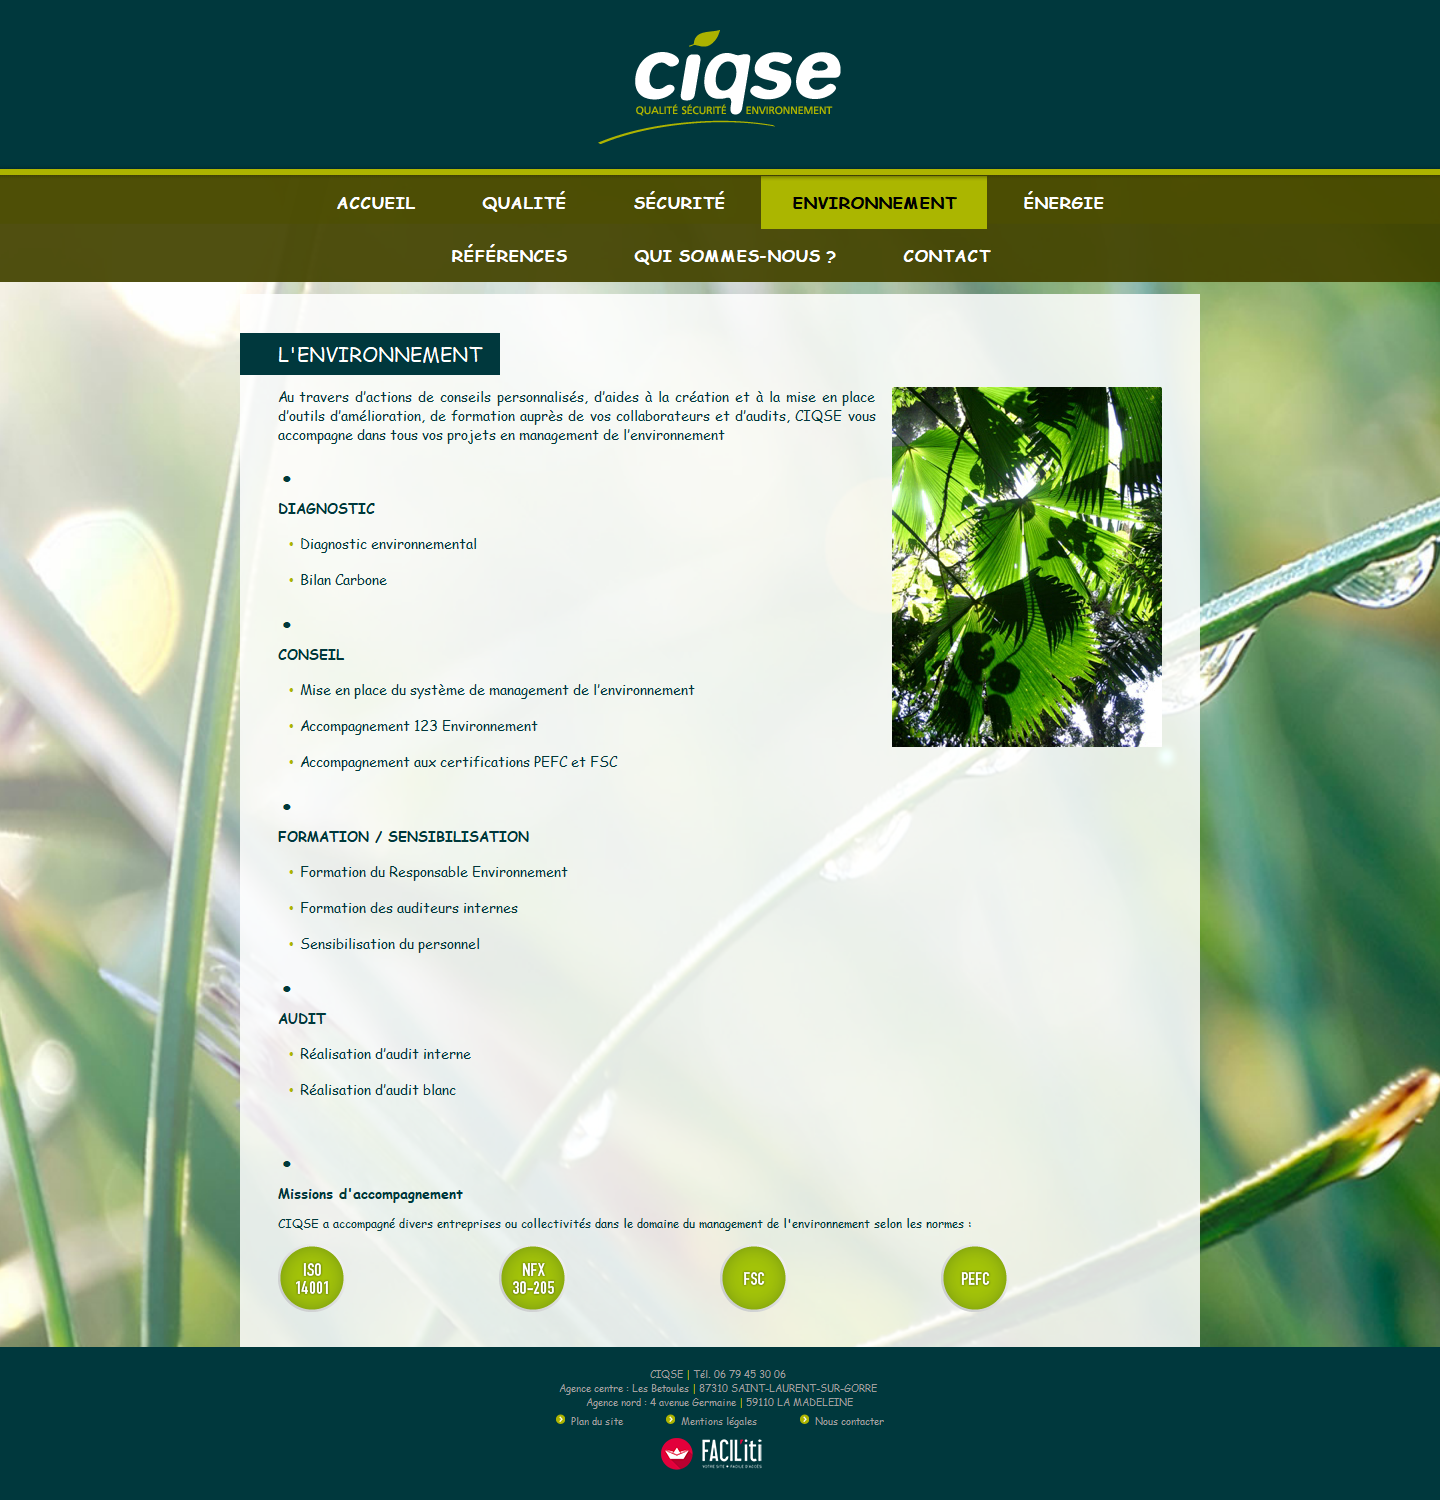 ciqse
QUALITÉ SÉCURITÉ ENVIRONNEMENT
ACCUEIL QUALITÉ SÉCURITÉ ENVIRONNEMENT ÉNERGIE
RÉFÉRENCES QUI SOMMES-NOUS ? CONTACT
L'ENVIRONNEMENT
Au travers d’actions de conseils personnalisés, d’aides à la création et à la mise en place
d’outils d’amélioration, de formation auprès de vos collaborateurs et d’audits, CIQSE vous
accompagne dans tous vos projets en management de l’environnement
•
DIAGNOSTIC
• Diagnostic environnemental
• Bilan Carbone
•
CONSEIL
• Mise en place du système de management de l’environnement
• Accompagnement 123 Environnement
• Accompagnement aux certifications PEFC et FSC
•
FORMATION / SENSIBILISATION
• Formation du Responsable Environnement
• Formation des auditeurs internes
• Sensibilisation du personnel
•
AUDIT
• Réalisation d’audit interne
• Réalisation d’audit blanc
•
Missions d'accompagnement
CIQSE a accompagné divers entreprises ou collectivités dans le domaine du management de l'environnement selon les normes :
ISO 14001
NFX 30-205
FSC
PEFC
CIQSE | Tél. 06 79 45 30 06
Agence centre : Les Betoules | 87310 SAINT-LAURENT-SUR-GORRE
Agence nord : 4 avenue Germaine | 59110 LA MADELEINE
Plan du site Mentions légales Nous contacter
FACIL'iti
VOTRE SITE • FACILE D'ACCÈS